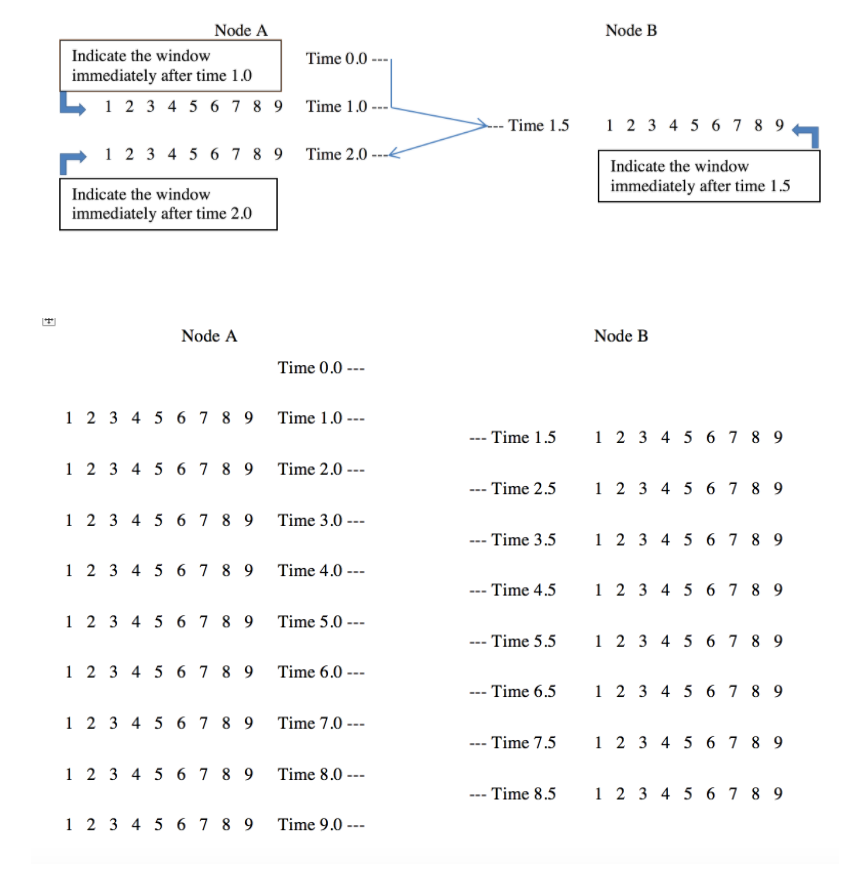 Node A Node B
Indicate the window
immediately after time 1.0
Time 0.0 ---
1 2 3 4 5 6 7 8 9 Time 1.0 ---
--- Time 1.5 1 2 3 4 5 6 7 8 9
1 2 3 4 5 6 7 8 9 Time 2.0 ---
Indicate the window
immediately after time 1.5
Indicate the window
immediately after time 2.0
Node A Node B
Time 0.0 ---
1 2 3 4 5 6 7 8 9 Time 1.0 ---
--- Time 1.5 1 2 3 4 5 6 7 8 9
1 2 3 4 5 6 7 8 9 Time 2.0 ---
--- Time 2.5 1 2 3 4 5 6 7 8 9
1 2 3 4 5 6 7 8 9 Time 3.0 ---
--- Time 3.5 1 2 3 4 5 6 7 8 9
1 2 3 4 5 6 7 8 9 Time 4.0 ---
--- Time 4.5 1 2 3 4 5 6 7 8 9
1 2 3 4 5 6 7 8 9 Time 5.0 ---
--- Time 5.5 1 2 3 4 5 6 7 8 9
1 2 3 4 5 6 7 8 9 Time 6.0 ---
--- Time 6.5 1 2 3 4 5 6 7 8 9
1 2 3 4 5 6 7 8 9 Time 7.0 ---
--- Time 7.5 1 2 3 4 5 6 7 8 9
1 2 3 4 5 6 7 8 9 Time 8.0 ---
--- Time 8.5 1 2 3 4 5 6 7 8 9
1 2 3 4 5 6 7 8 9 Time 9.0 ---